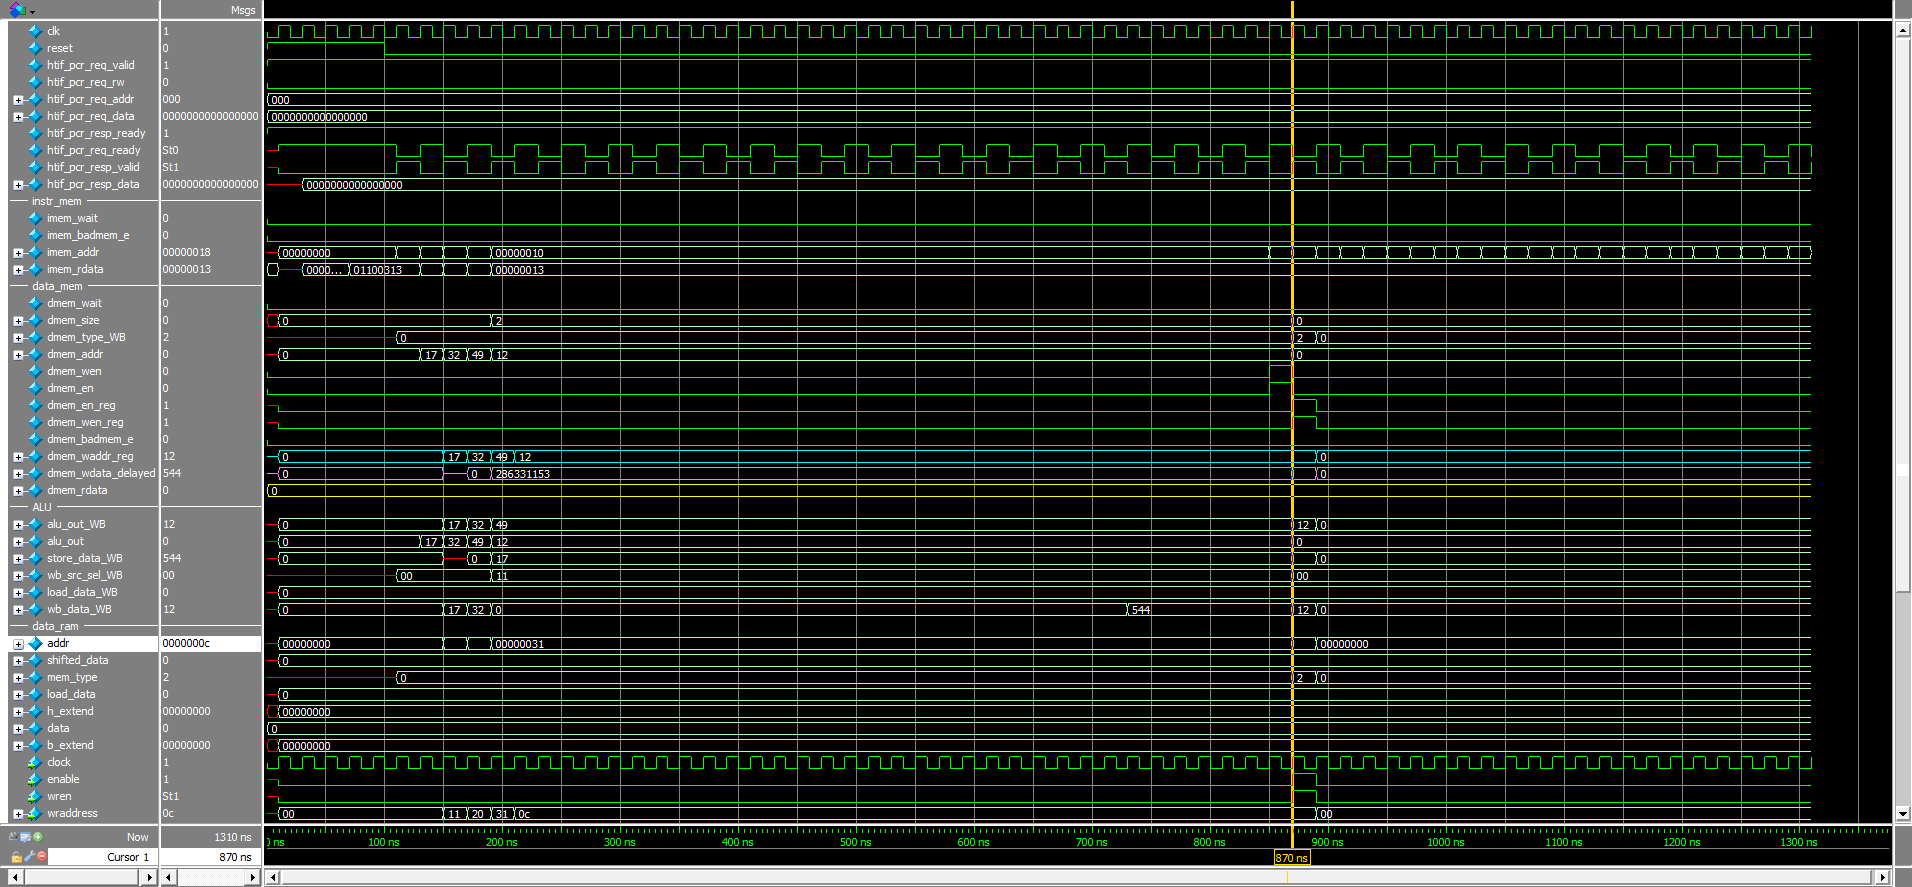 Msgs
clk 1
reset 0
htif_pcr_req_valid 1
htif_pcr_req_rw 0
htif_pcr_req_addr 000 000
htif_pcr_req_data 0000000000000000 0000000000000000
htif_pcr_resp_ready 1
htif_pcr_req_ready St0
htif_pcr_resp_valid St1
htif_pcr_resp_data 0000000000000000 0000000000000000
instr_mem
imem_wait 0
imem_badmem_e 0
imem_addr 00000018 00000000 00000010
imem_rdata 00000013 0000... 01100313 00000013
data_mem
dmem_wait 0
dmem_size 0 0 2 0
dmem_type_WB 2 0 2 0
dmem_addr 0 0 17 32 49 12 0
dmem_wen 0
dmem_en 0
dmem_en_reg 1
dmem_wen_reg 1
dmem_badmem_e 0
dmem_waddr_reg 12 0 17 32 49 12 0
dmem_wdata_delayed 544 0 0 286331153 0
dmem_rdata 0 0
ALU
alu_out_WB 12 0 17 32 49 12 0
alu_out 0 0 17 32 49 12 0
store_data_WB 544 0 0 17 0
wb_src_sel_WB 00 00 11 00
load_data_WB 0 0
wb_data_WB 12 0 17 32 0 544 12 0
data_ram
addr 0000000c 00000000 00000031 00000000
shifted_data 0 0
mem_type 2 0 2 0
load_data 0 0
h_extend 00000000 00000000
data 0 0
b_extend 00000000 00000000
clock 1
enable 1
wren St1
wraddress 0c 00 11 20 31 0c 00
Now 1310 ns ns 100 ns 200 ns 300 ns 400 ns 500 ns 600 ns 700 ns 800 ns 900 ns 1000 ns 1100 ns 1200 ns 1300 ns
Cursor 1 870 ns 870 ns